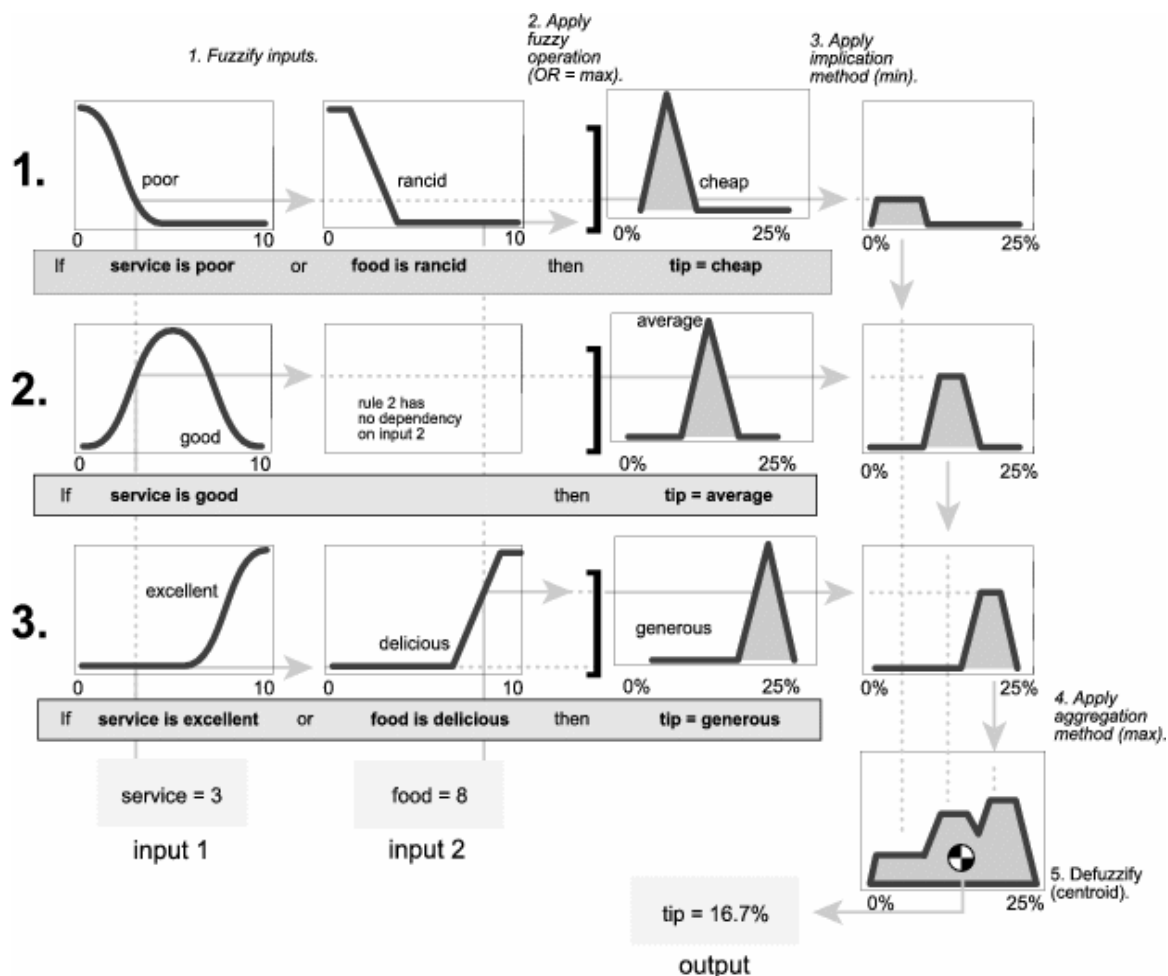 1. Fuzzify inputs.
2. Apply
fuzzy
operation
(OR = max).
3. Apply
implication
method (min).
1.
poor
rancid
cheap
0 10
0 10
0% 25%
0% 25%
If service is poor or food is rancid then tip = cheap
2.
good
rule 2 has
no dependency
on input 2
average
0 10
0% 25%
0% 25%
If service is good then tip = average
3.
excellent
delicious
generous
0 10
0 10
0% 25%
0% 25%
If service is excellent or food is delicious then tip = generous
4. Apply
aggregation
method (max).
service = 3
food = 8
input 1
input 2
0% 25%
5. Defuzzify
(centroid).
tip = 16.7%
output